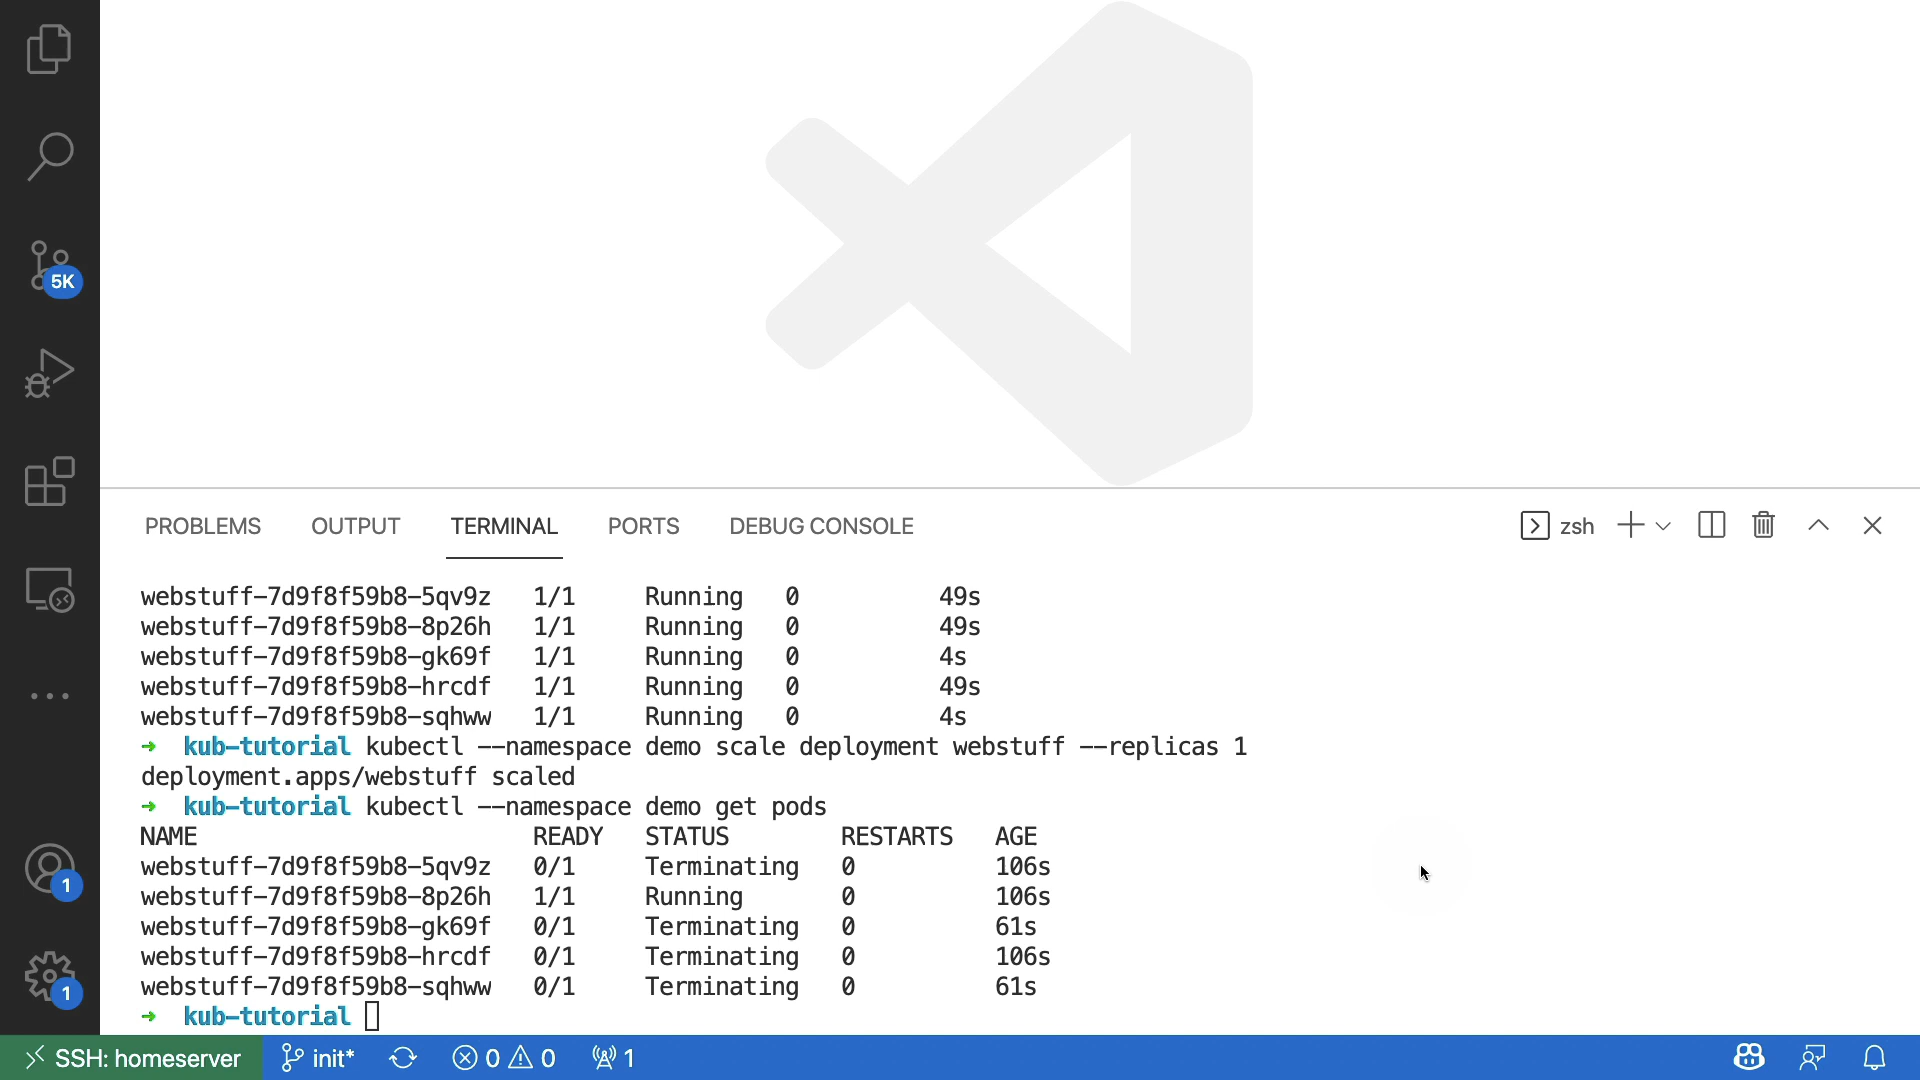 5K
PROBLEMS OUTPUT TERMINAL PORTS DEBUG CONSOLE zsh
webstuff-7d9f8f59b8-5qv9z 1/1 Running 0 49s
webstuff-7d9f8f59b8-8p26h 1/1 Running 0 49s
webstuff-7d9f8f59b8-gk69f 1/1 Running 0 4s
webstuff-7d9f8f59b8-hrcdf 1/1 Running 0 49s
webstuff-7d9f8f59b8-sqhww 1/1 Running 0 4s
➜ kub-tutorial kubectl --namespace demo scale deployment webstuff --replicas 1
deployment.apps/webstuff scaled
➜ kub-tutorial kubectl --namespace demo get pods
NAME READY STATUS RESTARTS AGE
webstuff-7d9f8f59b8-5qv9z 0/1 Terminating 0 106s
webstuff-7d9f8f59b8-8p26h 1/1 Running 0 106s
webstuff-7d9f8f59b8-gk69f 0/1 Terminating 0 61s
webstuff-7d9f8f59b8-hrcdf 0/1 Terminating 0 106s
webstuff-7d9f8f59b8-sqhww 0/1 Terminating 0 61s
➜ kub-tutorial
1
1
SSH: homeserver init* 0 0 1